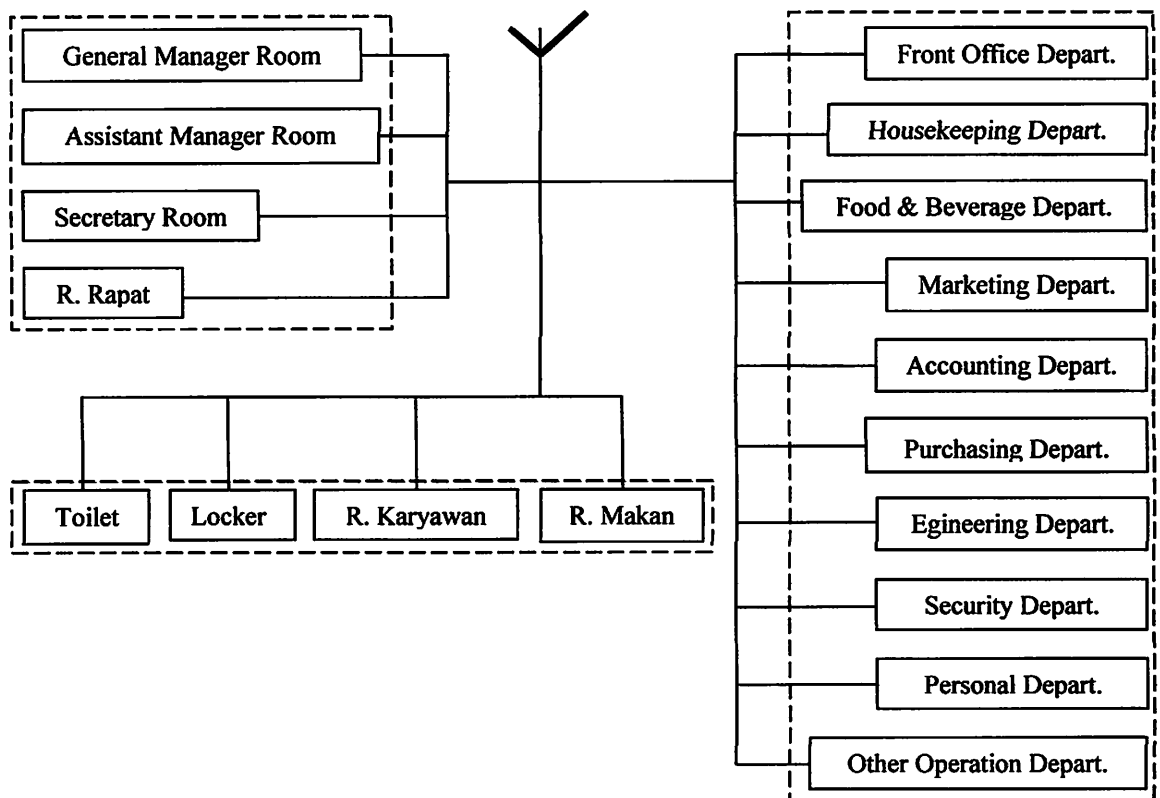 General Manager Room
Assistant Manager Room
Secretary Room
R. Rapat
Toilet
Locker
R. Karyawan
R. Makan
Front Office Depart.
Housekeeping Depart.
Food & Beverage Depart.
Marketing Depart.
Accounting Depart.
Purchasing Depart.
Egineering Depart.
Security Depart.
Personal Depart.
Other Operation Depart.